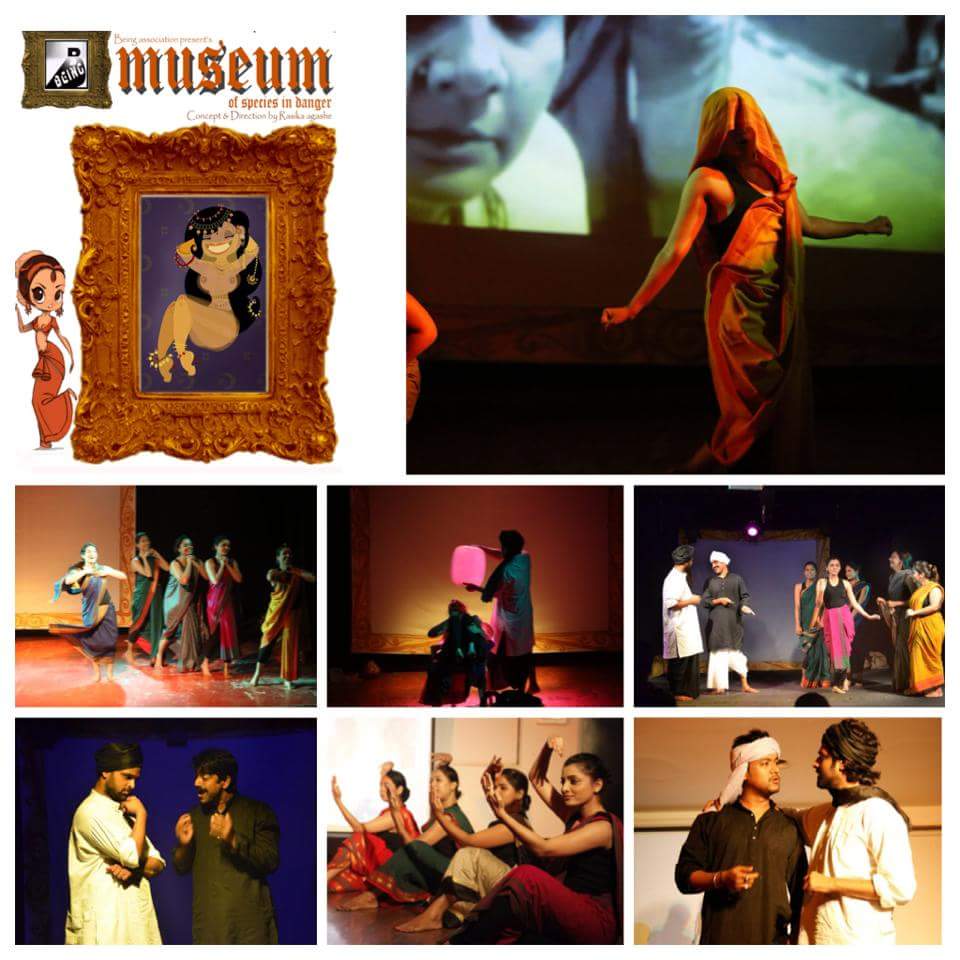 Being association present's
B
BEING
museum
of species in danger
Concept & Direction by Rasika agashe